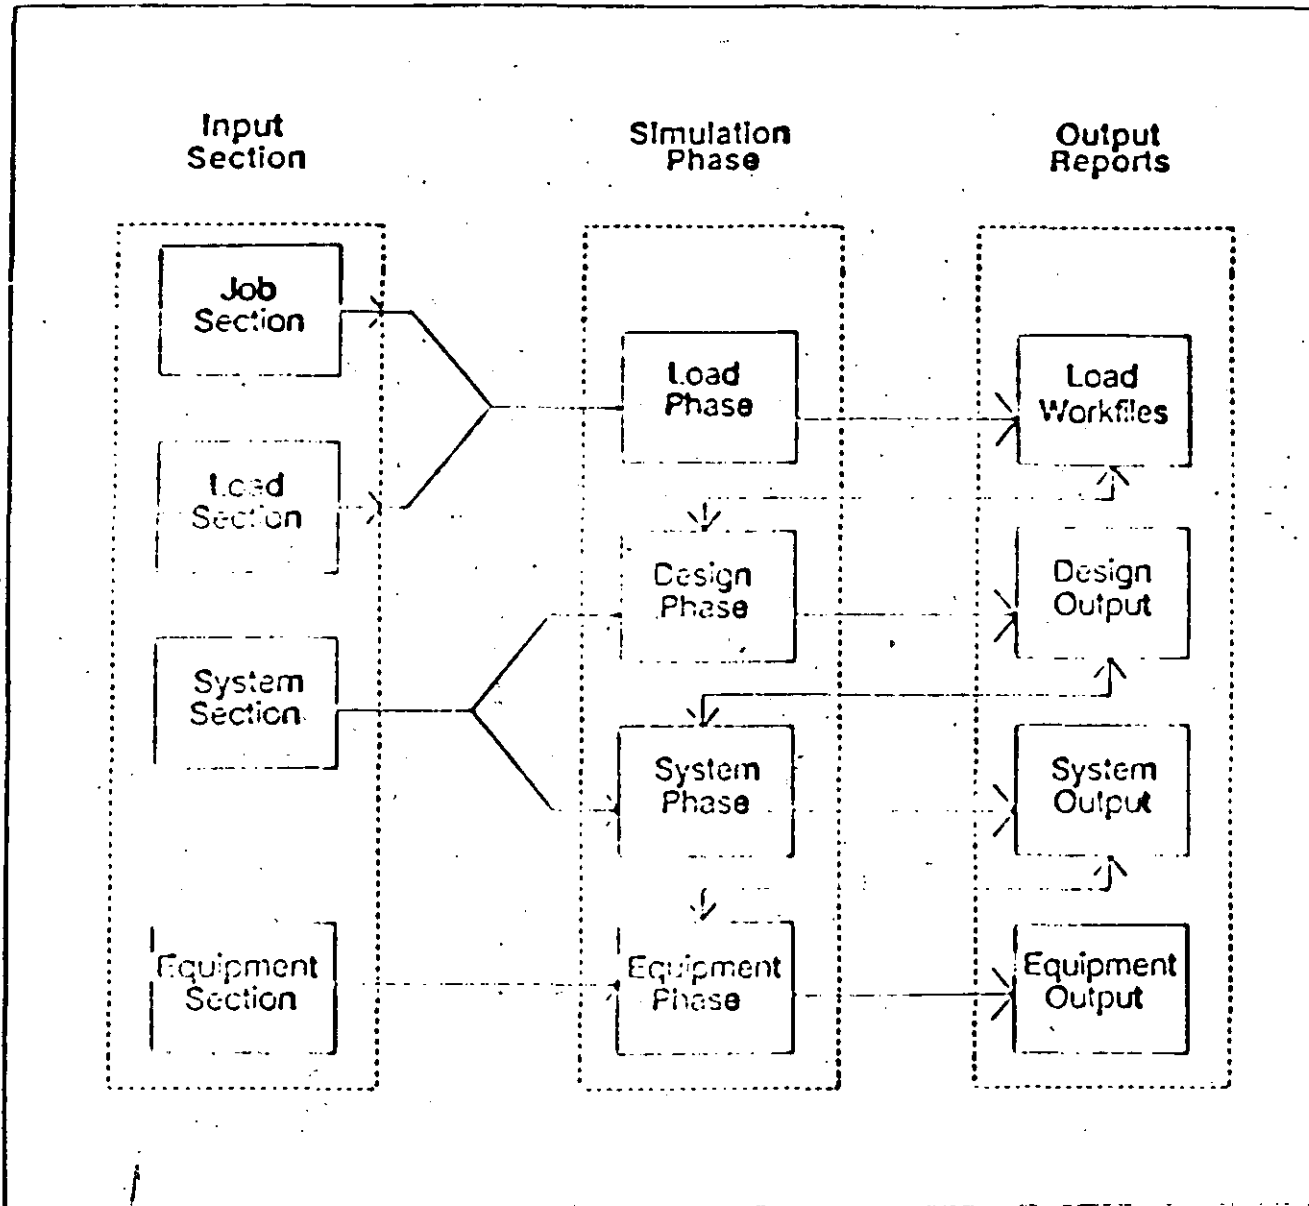 Input
Section
Simulation
Phase
Output
Reports
Job
Section
Load
Section
System
Section
Equipment
Section
Load
Phase
Design
Phase
System
Phase
Equipment
Phase
Load
Workfiles
Design
Output
System
Output
Equipment
Output